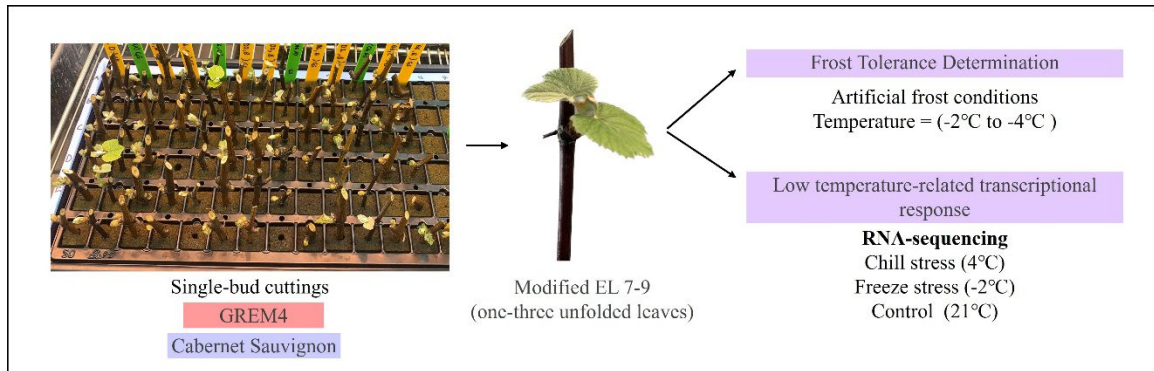 Single-bud cuttings
GREM4
Cabernet Sauvignon
Modified EL 7-9
(one-three unfolded leaves)
Frost Tolerance Determination
Artificial frost conditions
Temperature = (-2℃ to -4℃ )
Low temperature-related transcriptional
response
RNA-sequencing
Chill stress (4℃)
Freeze stress (-2℃)
Control (21℃)